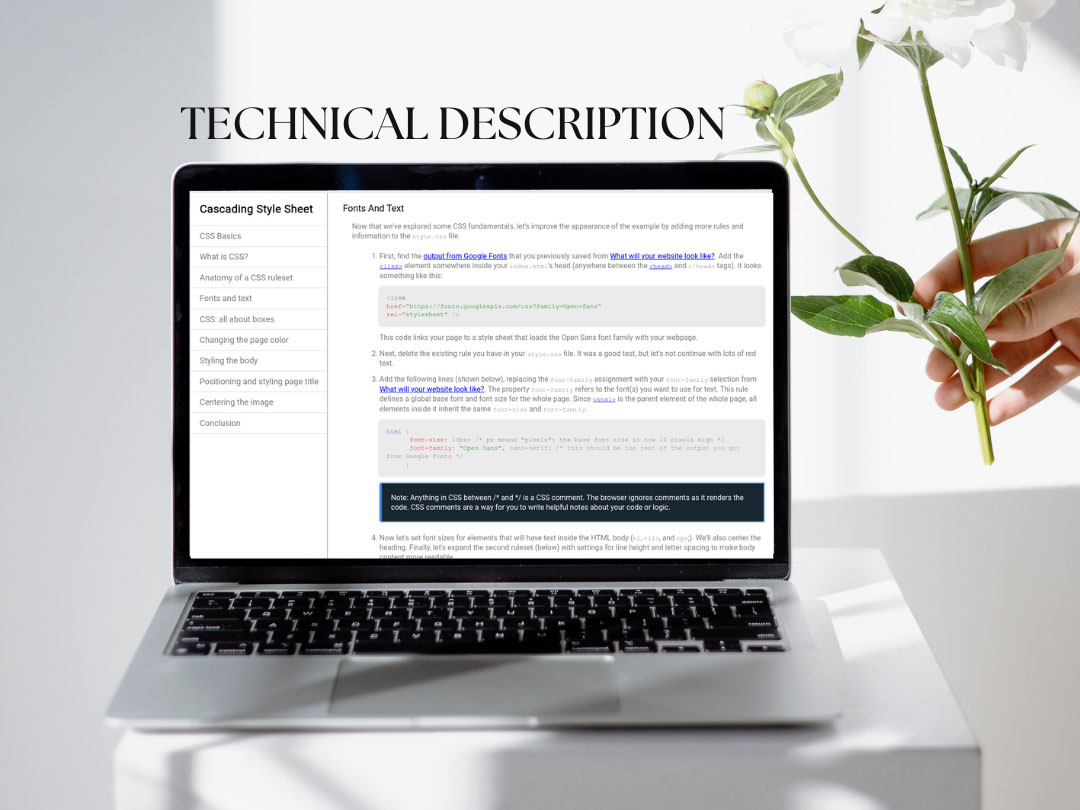 TECHNICAL DESCRIPTION
Cascading Style Sheet
CSS Basics
What is CSS?
Anatomy of a CSS ruleset
Fonts and text
CSS: all about boxes
Changing the page color
Styling the body
Positioning and styling page title
Centering the image
Conclusion
Fonts And Text
Now that we've explored some CSS fundamentals, let's improve the appearance of the example by adding more rules and
information to the style.css file.
1. First, find the output from Google Fonts that you previously saved from What will your website look like?. Add the
<link> element somewhere inside your index.html's head (anywhere between the <head> and </head> tags). It looks
something like this:
<link
href="https://fonts.googleapis.com/css?family=Open+Sans"
rel="stylesheet" />
This code links your page to a style sheet that loads the Open Sans font family with your webpage.
2. Next, delete the existing rule you have in your style.css file. It was a good test, but let's not continue with lots of red
text.
3. Add the following lines (shown below), replacing the font-family assignment with your font-family selection from
What will your website look like?. The property font-family refers to the font(s) you want to use for text. This rule
defines a global base font and font size for the whole page. Since <html> is the parent element of the whole page, all
elements inside it inherit the same font-size and font-family.
html {
font-size: 10px; /* px means "pixels": the base font size is now 10 pixels high */
font-family: "Open Sans", sans-serif; /* this should be the rest of the output you got
from Google Fonts */
}
Note: Anything in CSS between /* and */ is a CSS comment. The browser ignores comments as it renders the
code. CSS comments are a way for you to write helpful notes about your code or logic.
4. Now let's set font sizes for elements that will have text inside the HTML body
and
We'll also center the
heading. Finally, let's expand the second ruleset (below) with settings for line height and letter spacing to make body
content more readable.
delete
return
shift